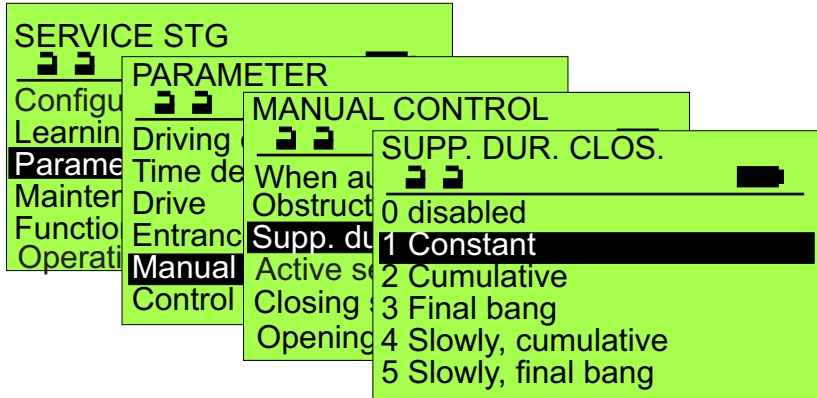 SERVICE STG
Configu
Learnin
Parame
Mainten
Functio
Operati
PARAMETER
Driving
Time de
Drive
Entranc
Manual
Control
MANUAL CONTROL
When au
Obstruct
Supp. du
Active se
Closing
Opening
SUPP. DUR. CLOS.
0 disabled
1 Constant
2 Cumulative
3 Final bang
4 Slowly, cumulative
5 Slowly, final bang